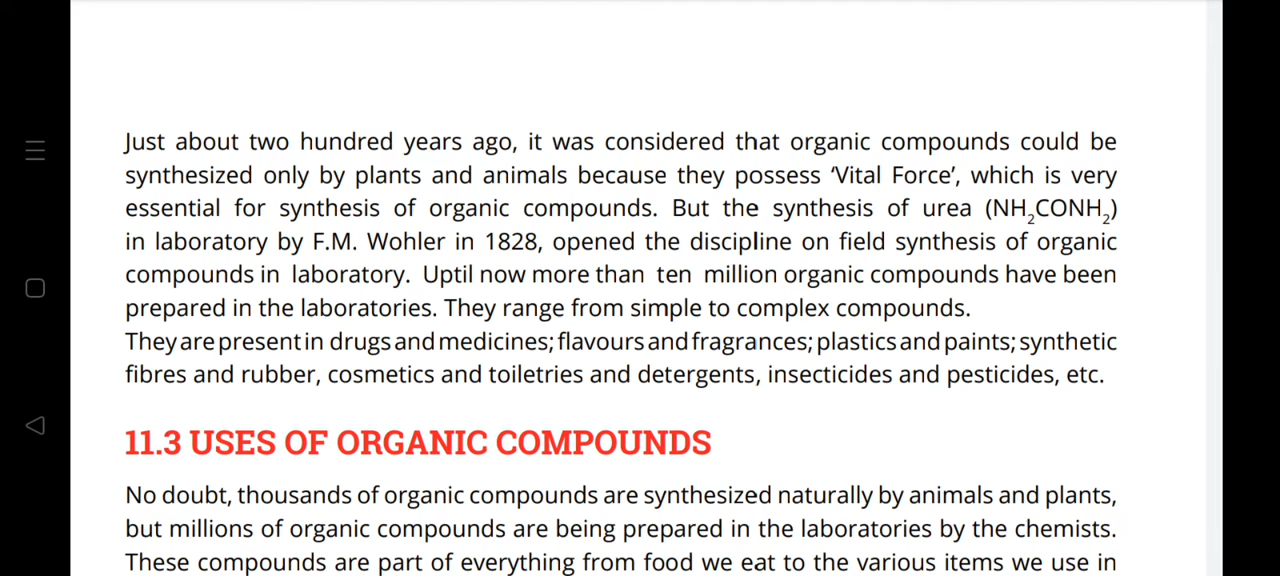 Just about two hundred years ago, it was considered that organic compounds could be
synthesized only by plants and animals because they possess ‘Vital Force’, which is very
essential for synthesis of organic compounds. But the synthesis of urea (NH₂CONH₂)
in laboratory by F.M. Wohler in 1828, opened the discipline on field synthesis of organic
compounds in laboratory. Uptil now more than ten million organic compounds have been
prepared in the laboratories. They range from simple to complex compounds.
They are present in drugs and medicines; flavours and fragrances; plastics and paints; synthetic
fibres and rubber, cosmetics and toiletries and detergents, insecticides and pesticides, etc.
11.3 USES OF ORGANIC COMPOUNDS
No doubt, thousands of organic compounds are synthesized naturally by animals and plants,
but millions of organic compounds are being prepared in the laboratories by the chemists.
These compounds are part of everything from food we eat to the various items we use in